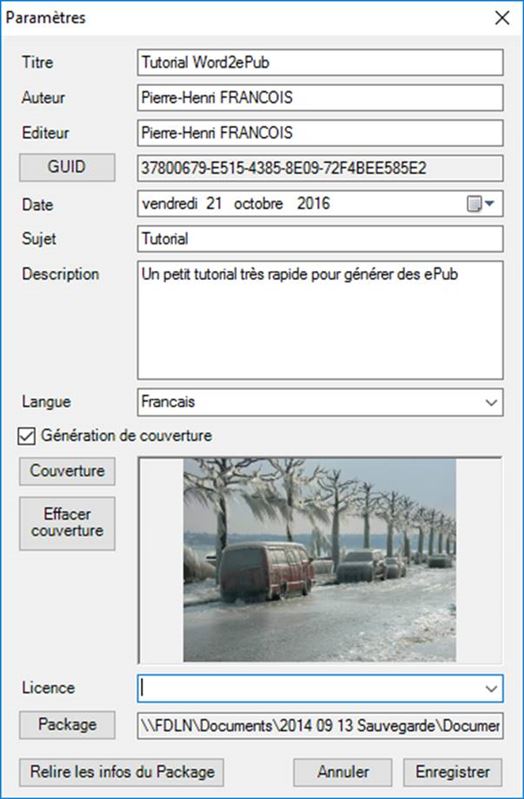 Paramètres
Titre Tutorial Word2ePub
Auteur Pierre-Henri FRANCOIS
Editeur Pierre-Henri FRANCOIS
GUID 37800679-E515-4385-8E09-72F4BEE585E2
Date vendredi 21 octobre 2016
Sujet Tutorial
Description Un petit tutorial très rapide pour générer des ePub
Langue Francais
Génération de couverture
Couverture
Effacer
couverture
Licence
Package \\FDLN\Documents\2014 09 13 Sauvegarde\Documer
Relire les infos du Package Annuler Enregistrer